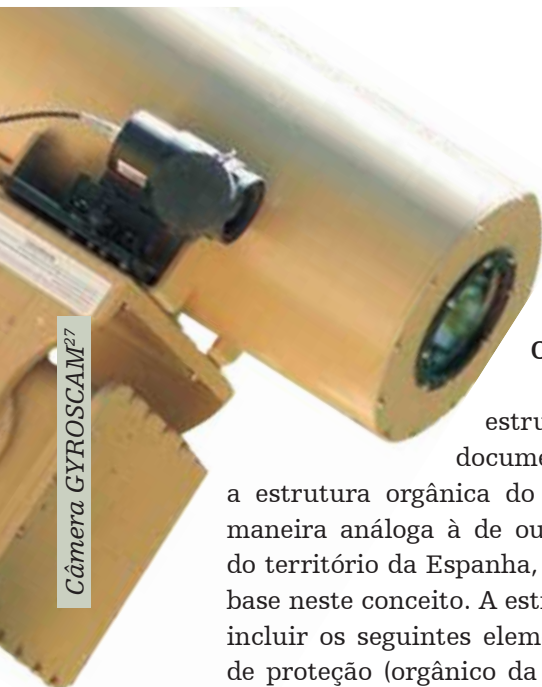 Câmera GYROSCAM²⁷
estru
docume
a estrutura orgânica do
maneira análoga à de ou
do território da Espanha,
base neste conceito. A estr
incluir os seguintes elem
de proteção (orgânico da